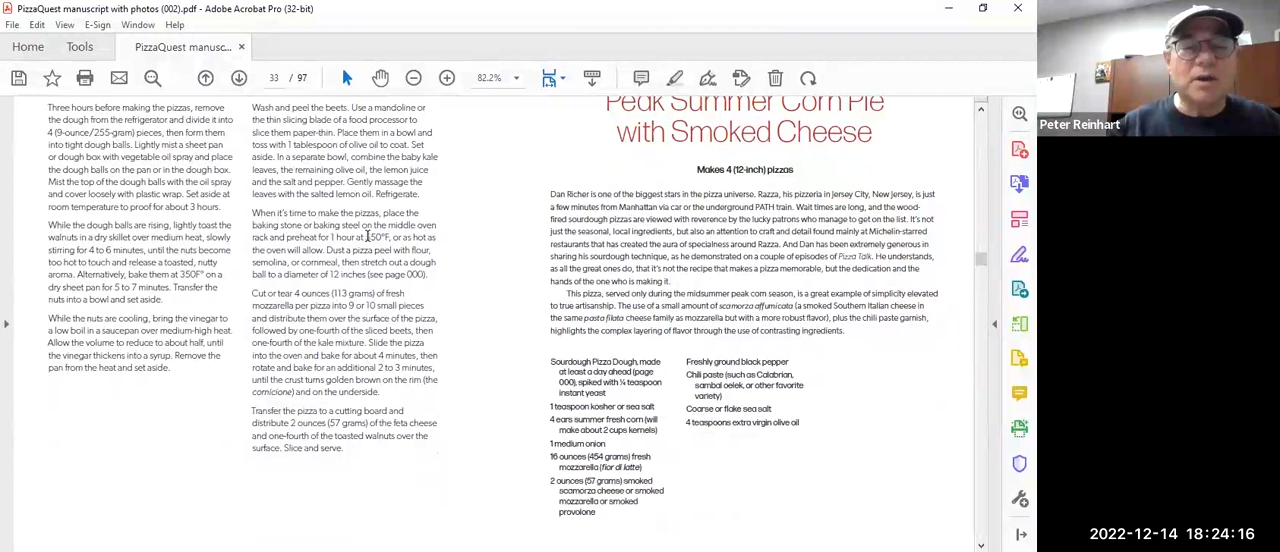 PizzaQuest manuscript with photos (002).pdf - Adobe Acrobat Pro (32-bit)
File Edit View E-Sign Window Help
Home Tools PizzaQuest manusc... ×
33 / 97 82.2%
Three hours before making the pizzas, remove
the dough from the refrigerator and divide it into
4 (9-ounce/255-gram) pieces, then form them
into tight dough balls. Lightly mist a sheet pan
or dough box with vegetable oil spray and place
the dough balls on the pan or in the dough box.
Mist the top of the dough balls with the oil spray
and cover loosely with plastic wrap. Set aside at
room temperature to proof for about 3 hours.
While the dough balls are rising, lightly toast the
walnuts in a dry skillet over medium heat, slowly
stirring for 4 to 6 minutes, until the nuts become
too hot to touch and release a toasted, nutty
aroma. Alternatively, bake them at 350F° on a
dry sheet pan for 5 to 7 minutes. Transfer the
nuts into a bowl and set aside.
While the nuts are cooling, bring the vinegar to
a low boil in a saucepan over medium-high heat.
Allow the volume to reduce to about half, until
the vinegar thickens into a syrup. Remove the
pan from the heat and set aside.
Wash and peel the beets. Use a mandoline or
the thin slicing blade of a food processor to
slice them paper-thin. Place them in a bowl and
toss with 1 tablespoon of olive oil to coat. Set
aside. In a separate bowl, combine the baby kale
leaves, the remaining olive oil, the lemon juice
and the salt and pepper. Gently massage the
leaves with the salted lemon oil. Refrigerate.
When it's time to make the pizzas, place the
baking stone or baking steel on the middle oven
rack and preheat for 1 hour at 50°F, or as hot as
the oven will allow. Dust a pizza peel with flour,
semolina, or cornmeal, then stretch out a dough
ball to a diameter of 12 inches (see page 000).
Cut or tear 4 ounces (113 grams) of fresh
mozzarella per pizza into 9 or 10 small pieces
and distribute them over the surface of the pizza,
followed by one-fourth of the sliced beets, then
one-fourth of the kale mixture. Slide the pizza
into the oven and bake for about 4 minutes, then
rotate and bake for an additional 2 to 3 minutes,
until the crust turns golden brown on the rim (the
cornicione) and on the underside.
Transfer the pizza to a cutting board and
distribute 2 ounces (57 grams) of the feta cheese
and one-fourth of the toasted walnuts over the
surface. Slice and serve.
Peak Summer Corn Pie
with Smoked Cheese
Makes 4 (12-inch) pizzas
Dan Richer is one of the biggest stars in the pizza universe. Razza, his pizzeria in Jersey City, New Jersey, is just
a few minutes from Manhattan via car or the underground PATH train. Wait times are long, and the wood-
fired sourdough pizzas are viewed with reverence by the lucky patrons who manage to get on the list. It's not
just the seasonal, local ingredients, but also an attention to craft and detail found mainly at Michelin-starred
restaurants that has created the aura of specialness around Razza. And Dan has been extremely generous in
sharing his sourdough technique, as he demonstrated on a couple of episodes of Pizza Talk. He understands,
as all the great ones do, that it's not the recipe that makes a pizza memorable, but the dedication and the
hands of the one who is making it.
This pizza, served only during the midsummer peak corn season, is a great example of simplicity elevated
to true artisanship. The use of a small amount of scamorza affumicata (a smoked Southern Italian cheese in
the same pasta filata cheese family as mozzarella but with a more robust flavor), plus the chili paste garnish,
highlights the complex layering of flavor through the use of contrasting ingredients.
Sourdough Pizza Dough, made
at least a day ahead (page
000), spiked with ¼ teaspoon
instant yeast
1 teaspoon kosher or sea salt
4 ears summer fresh corn (will
make about 2 cups kernels)
1 medium onion
16 ounces (454 grams) fresh
mozzarella (fior di latte)
2 ounces (57 grams) smoked
scamorza cheese or smoked
mozzarella or smoked
provolone
Freshly ground black pepper
Chili paste (such as Calabrian,
sambal oelek, or other favorite
variety)
Coarse or flake sea salt
4 teaspoons extra virgin olive oil
Peter Reinhart
2022-12-14 18:24:16